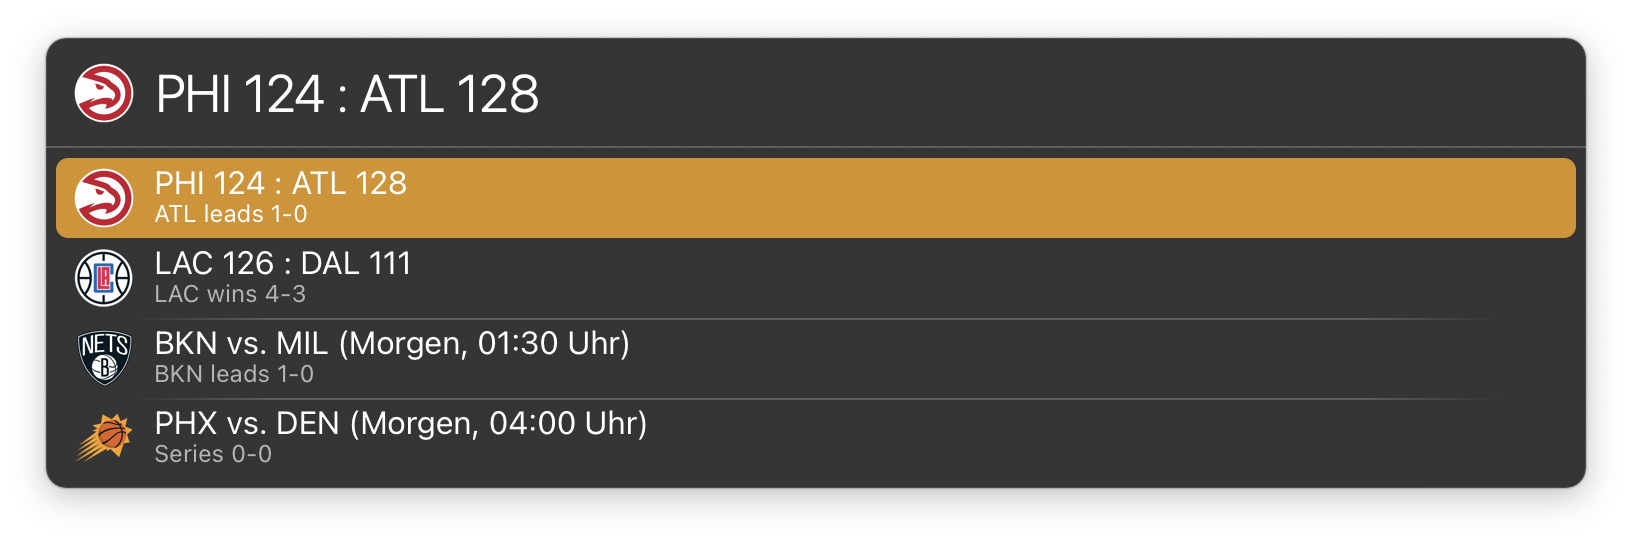 PHI 124 : ATL 128
PHI 124 : ATL 128
ATL leads 1-0
LAC 126 : DAL 111
LAC wins 4-3
NETS
B
BKN vs. MIL (Morgen, 01:30 Uhr)
BKN leads 1-0
PHX vs. DEN (Morgen, 04:00 Uhr)
Series 0-0